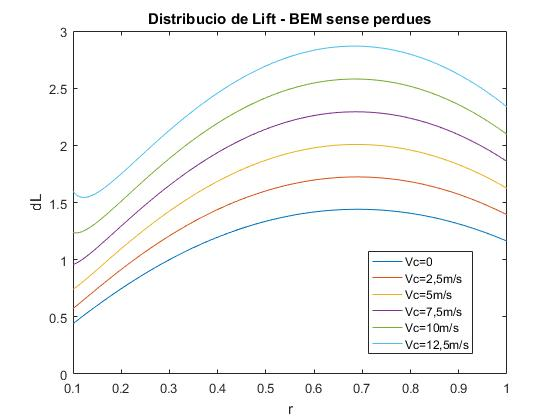 Distribucio de Lift - BEM sense perdues
3
2.5
2
1.5
1
0.5
0
dL
0.1 0.2 0.3 0.4 0.5 0.6 0.7 0.8 0.9 1
r
Vc=0
Vc=2,5m/s
Vc=5m/s
Vc=7,5m/s
Vc=10m/s
Vc=12,5m/s